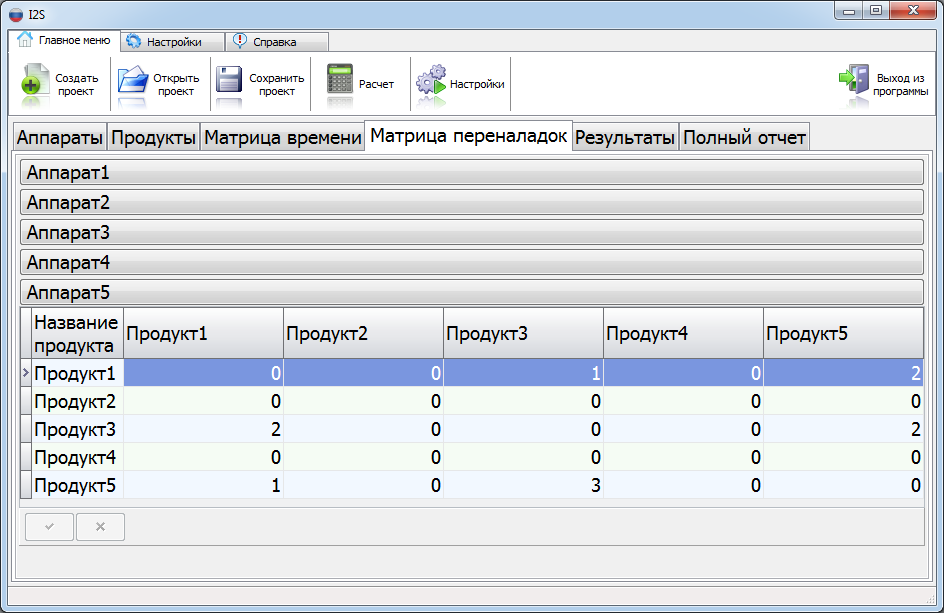 I2S
Главное меню Настройки Справка
Создать проект Открыть проект Сохранить проект Расчет Настройки Выход из программы
Аппараты Продукты Матрица времени Матрица переналадок Результаты Полный отчет
Аппарат1
Аппарат2
Аппарат3
Аппарат4
Аппарат5
Название продукта Продукт1 Продукт2 Продукт3 Продукт4 Продукт5
Продукт1 0 0 1 0 2
Продукт2 0 0 0 0 0
Продукт3 2 0 0 0 2
Продукт4 0 0 0 0 0
Продукт5 1 0 3 0 0